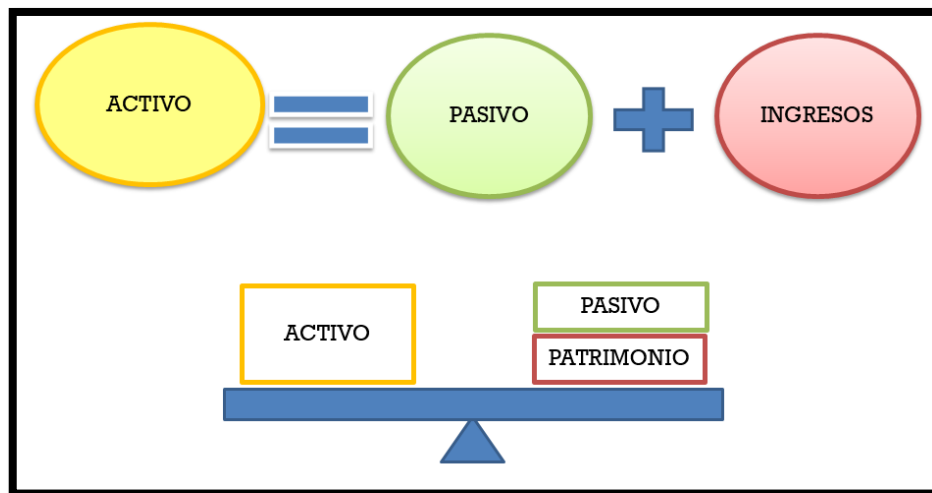 ACTIVO
PASIVO
INGRESOS
ACTIVO
PASIVO
PATRIMONIO